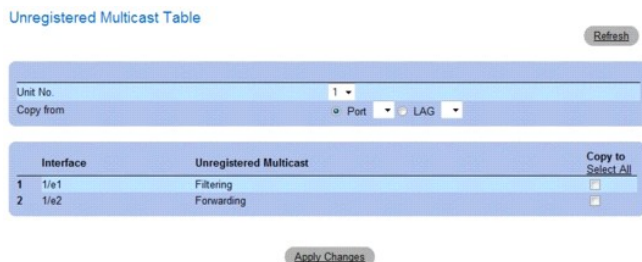 Unregistered Multicast Table
Refresh
Unit No. 1
Copy from Port LAG
Interface Unregistered Multicast Copy to
Select All
1 1/e1 Filtering
2 1/e2 Forwarding
Apply Changes